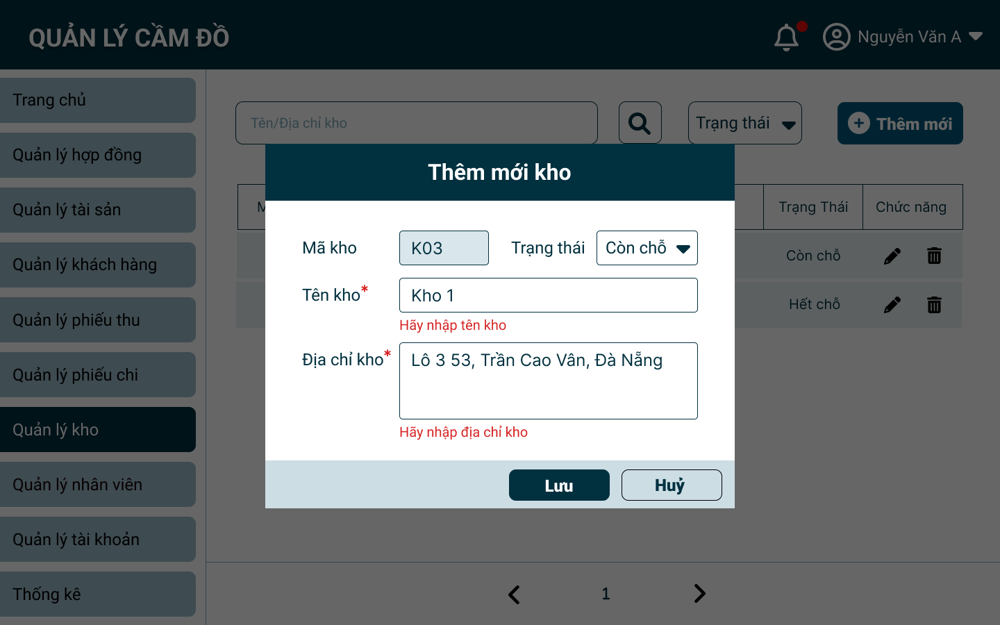 QUẢN LÝ CẦM ĐỒ
Nguyễn Văn A
Trang chủ
Quản lý hợp đồng
Quản lý tài sản
Quản lý khách hàng
Quản lý phiếu thu
Quản lý phiếu chi
Quản lý kho
Quản lý nhân viên
Quản lý tài khoản
Thống kê
Tên/Địa chỉ kho
Trạng thái
Thêm mới
Trạng Thái
Chức năng
Còn chỗ
Hết chỗ
Thêm mới kho
Mã kho
K03
Trạng thái
Còn chỗ
Tên kho*
Kho 1
Hãy nhập tên kho
Địa chỉ kho*
Lô 3 53, Trần Cao Vân, Đà Nẵng
Hãy nhập địa chỉ kho
Lưu
Huỷ
1